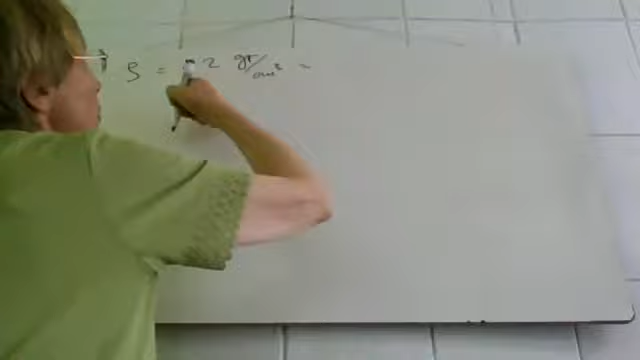 ρ = 2 gr/cm³ =